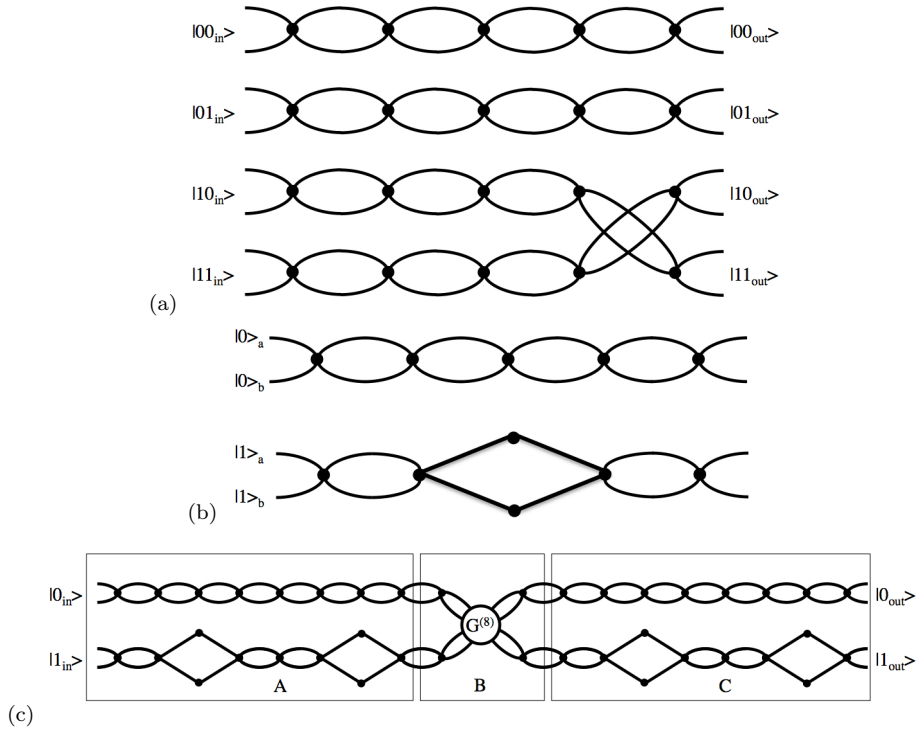 |00in> |00out>
|01in> |01out>
|10in> |10out>
|11in> |11out>
(a)
|0>a
|0>b
|1>a
|1>b
(b)
|0in> |0out>
G(8)
|1in> |1out>
A B C
(c)